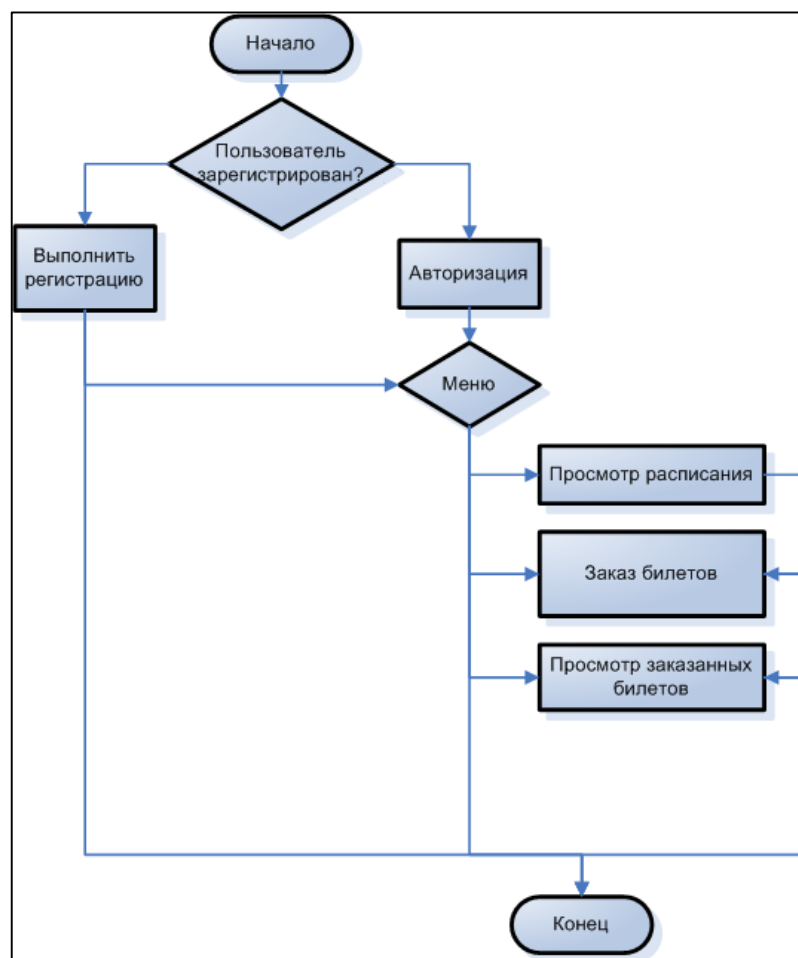 Начало
Пользователь
зарегистрирован?
Выполнить
регистрацию
Авторизация
Меню
Просмотр расписания
Заказ билетов
Просмотр заказанных
билетов
Конец